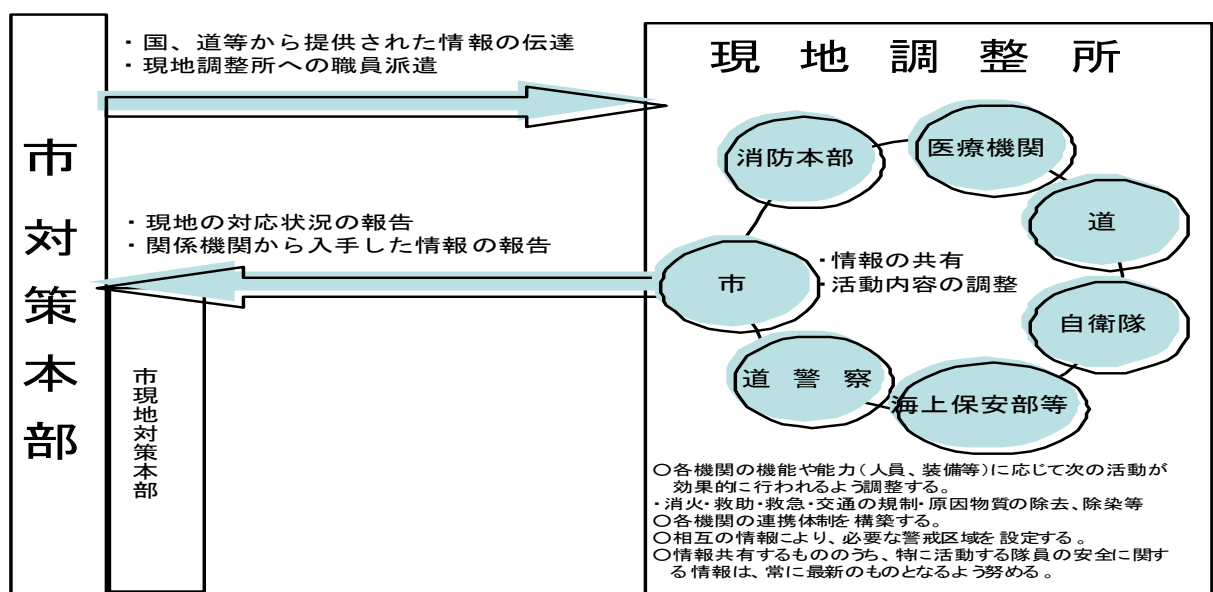 市対策本部
・国、道等から提供された情報の伝達
・現地調整所への職員派遣
・現地の対応状況の報告
・関係機関から入手した情報の報告
市現地対策本部
現地調整所
消防本部
医療機関
道
自衛隊
海上保安部等
道警察
市
・情報の共有
・活動内容の調整
○各機関の機能や能力(人員、装備等)に応じて次の活動が
効果的に行われるよう調整する。
・消火・救助・救急・交通の規制・原因物質の除去、除染等
○各機関の連携体制を構築する。
○相互の情報により、必要な警戒区域を設定する。
○情報共有するもののうち、特に活動する隊員の安全に関す
る情報は、常に最新のものとなるよう努める。